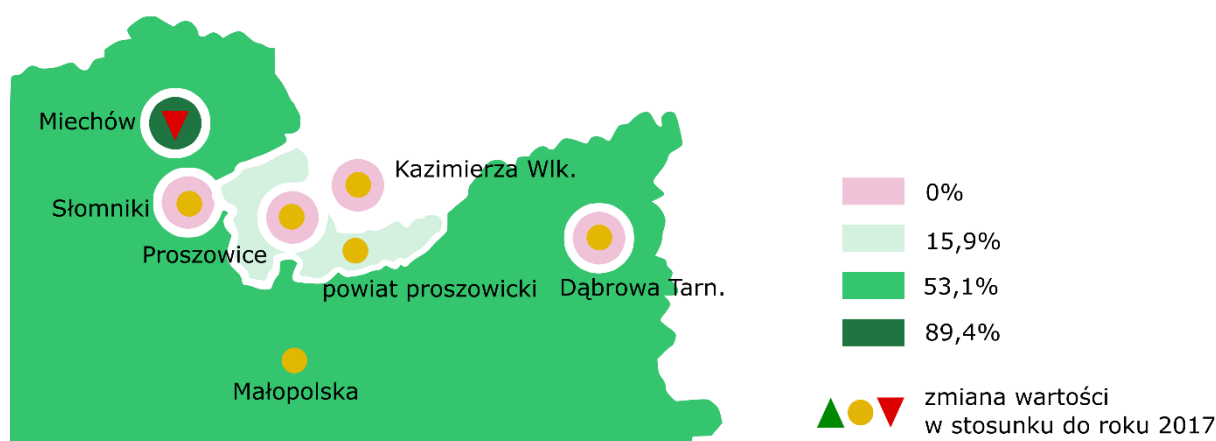 Miechów
Kazimierza Wlk.
Słomniki
Proszowice
powiat proszowicki
Dąbrowa Tarn.
Małopolska
0%
15,9%
53,1%
89,4%
zmiana wartości
w stosunku do roku 2017